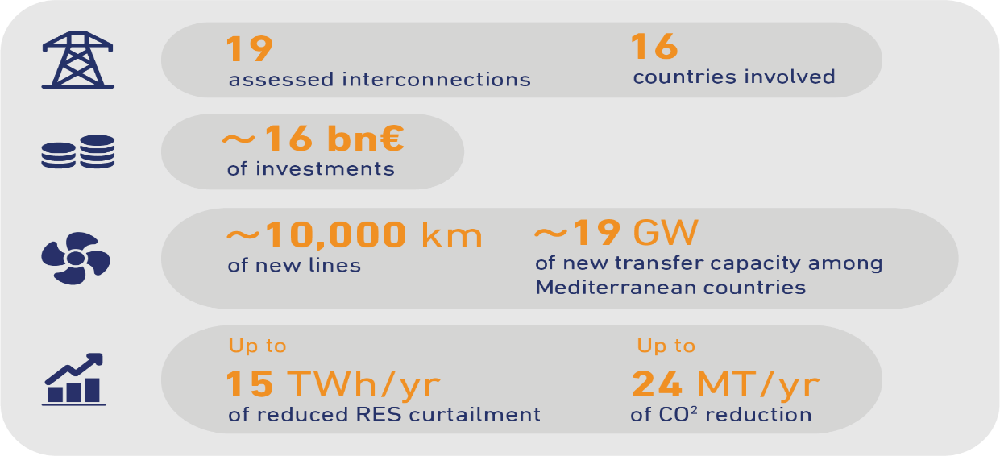 19
assessed interconnections
16
countries involved
~16 bn€
of investments
~10,000 km
of new lines
~19 GW
of new transfer capacity among
Mediterranean countries
Up to
15 TWh/yr
of reduced RES curtailment
Up to
24 MT/yr
of CO² reduction